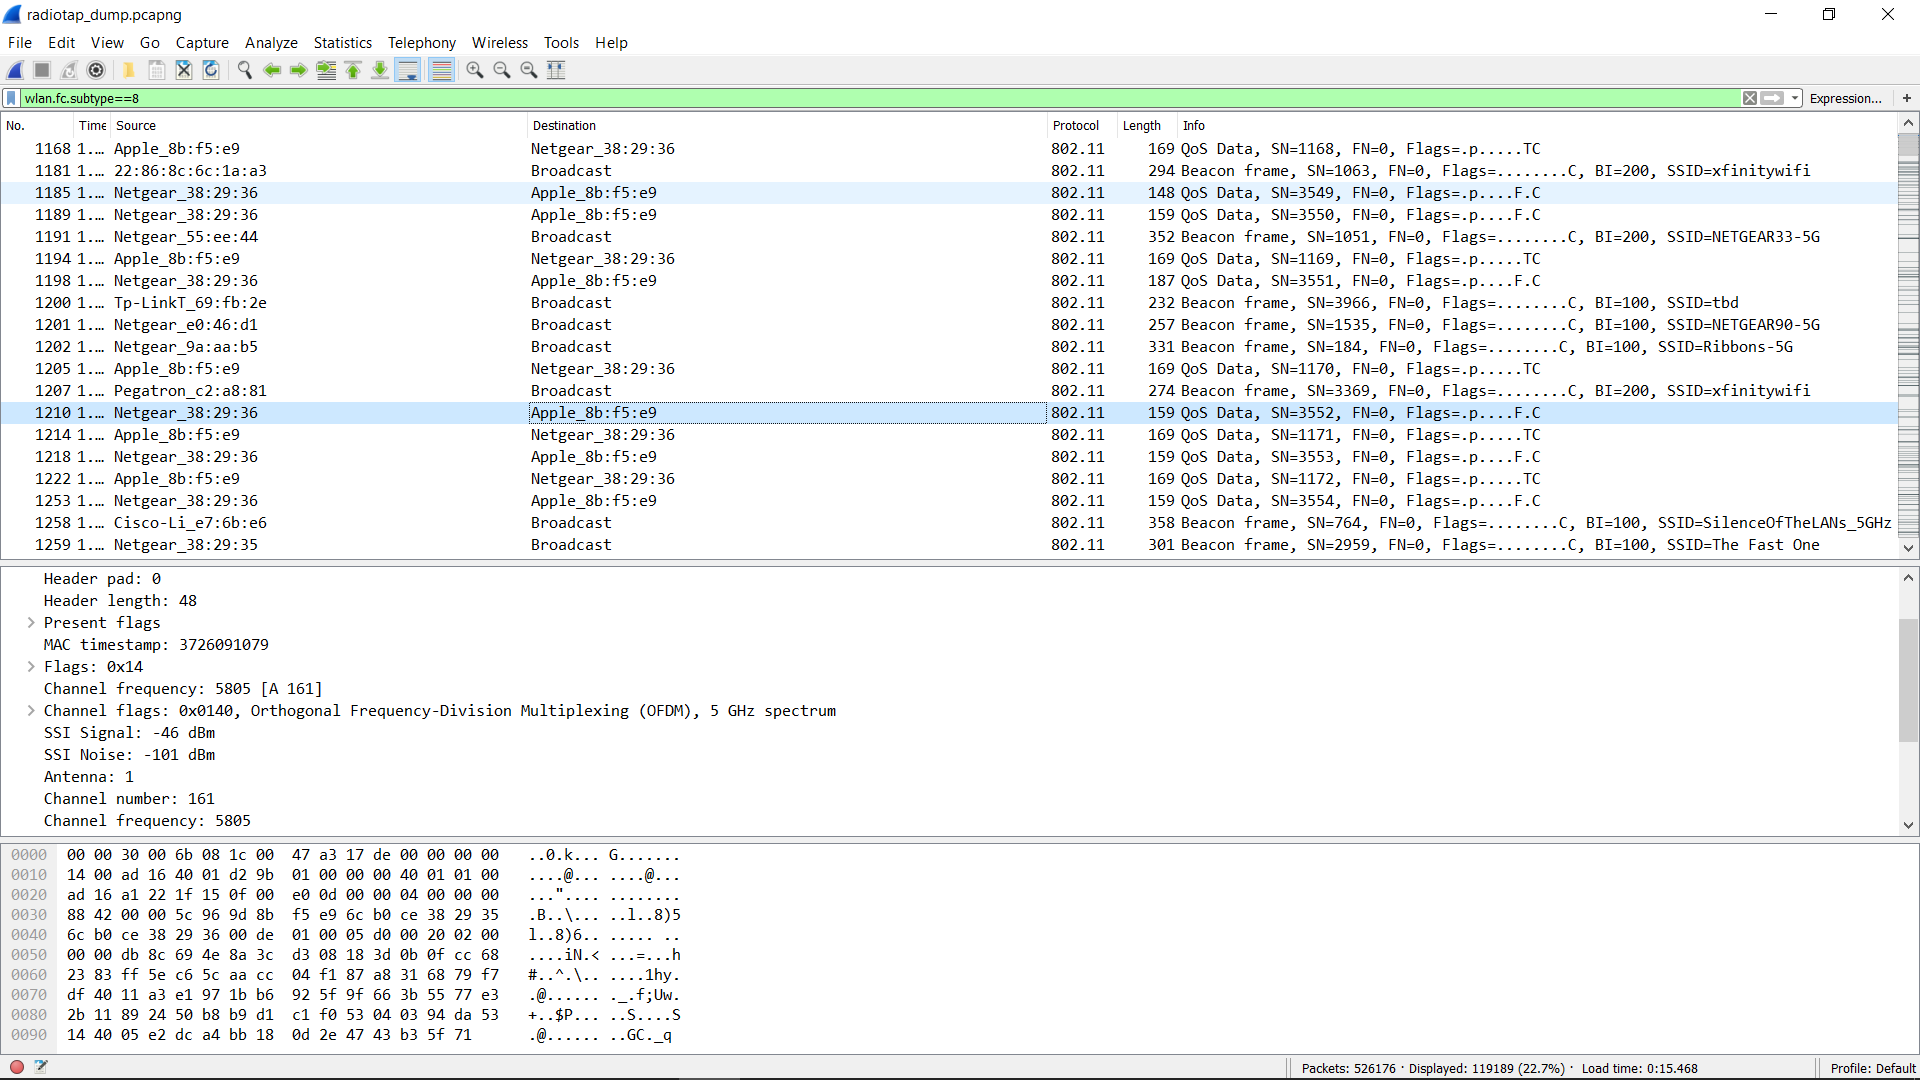 radiotap_dump.pcapng
File Edit View Go Capture Analyze Statistics Telephony Wireless Tools Help
wlan.fc.subtype==8 Expression... +
No. Time Source Destination Protocol Length Info
1168 1.… Apple_8b:f5:e9 Netgear_38:29:36 802.11 169 QoS Data, SN=1168, FN=0, Flags=.p.....TC
1181 1.… 22:86:8c:6c:1a:a3 Broadcast 802.11 294 Beacon frame, SN=1063, FN=0, Flags=........C, BI=200, SSID=xfinitywifi
1185 1.… Netgear_38:29:36 Apple_8b:f5:e9 802.11 148 QoS Data, SN=3549, FN=0, Flags=.p....F.C
1189 1.… Netgear_38:29:36 Apple_8b:f5:e9 802.11 159 QoS Data, SN=3550, FN=0, Flags=.p....F.C
1191 1.… Netgear_55:ee:44 Broadcast 802.11 352 Beacon frame, SN=1051, FN=0, Flags=........C, BI=200, SSID=NETGEAR33-5G
1194 1.… Apple_8b:f5:e9 Netgear_38:29:36 802.11 169 QoS Data, SN=1169, FN=0, Flags=.p.....TC
1198 1.… Netgear_38:29:36 Apple_8b:f5:e9 802.11 187 QoS Data, SN=3551, FN=0, Flags=.p....F.C
1200 1.… Tp-LinkT_69:fb:2e Broadcast 802.11 232 Beacon frame, SN=3966, FN=0, Flags=........C, BI=100, SSID=tbd
1201 1.… Netgear_e0:46:d1 Broadcast 802.11 257 Beacon frame, SN=1535, FN=0, Flags=........C, BI=100, SSID=NETGEAR90-5G
1202 1.… Netgear_9a:aa:b5 Broadcast 802.11 331 Beacon frame, SN=184, FN=0, Flags=........C, BI=100, SSID=Ribbons-5G
1205 1.… Apple_8b:f5:e9 Netgear_38:29:36 802.11 169 QoS Data, SN=1170, FN=0, Flags=.p.....TC
1207 1.… Pegatron_c2:a8:81 Broadcast 802.11 274 Beacon frame, SN=3369, FN=0, Flags=........C, BI=200, SSID=xfinitywifi
1210 1.… Netgear_38:29:36 Apple_8b:f5:e9 802.11 159 QoS Data, SN=3552, FN=0, Flags=.p....F.C
1214 1.… Apple_8b:f5:e9 Netgear_38:29:36 802.11 169 QoS Data, SN=1171, FN=0, Flags=.p.....TC
1218 1.… Netgear_38:29:36 Apple_8b:f5:e9 802.11 159 QoS Data, SN=3553, FN=0, Flags=.p....F.C
1222 1.… Apple_8b:f5:e9 Netgear_38:29:36 802.11 169 QoS Data, SN=1172, FN=0, Flags=.p.....TC
1253 1.… Netgear_38:29:36 Apple_8b:f5:e9 802.11 159 QoS Data, SN=3554, FN=0, Flags=.p....F.C
1258 1.… Cisco-Li_e7:6b:e6 Broadcast 802.11 358 Beacon frame, SN=764, FN=0, Flags=........C, BI=100, SSID=SilenceOfTheLANs_5GHz
1259 1.… Netgear_38:29:35 Broadcast 802.11 301 Beacon frame, SN=2959, FN=0, Flags=........C, BI=100, SSID=The Fast One
Header pad: 0
Header length: 48
Present flags
MAC timestamp: 3726091079
Flags: 0x14
Channel frequency: 5805 [A 161]
Channel flags: 0x0140, Orthogonal Frequency-Division Multiplexing (OFDM), 5 GHz spectrum
SSI Signal: -46 dBm
SSI Noise: -101 dBm
Antenna: 1
Channel number: 161
Channel frequency: 5805
0000 00 00 30 00 6b 08 1c 00 47 a3 17 de 00 00 00 00 ..0.k... G.......
0010 14 00 ad 16 40 01 d2 9b 01 00 00 00 40 01 01 00 ....@... ....@...
0020 ad 16 a1 22 1f 15 0f 00 e0 0d 00 00 04 00 00 00 ...".... ........
0030 88 42 00 00 5c 96 9d 8b f5 e9 6c b0 ce 38 29 35 .B..\... ..l..8)5
0040 6c b0 ce 38 29 36 00 de 01 00 05 d0 00 20 02 00 l..8)6.. ..... ..
0050 00 00 db 8c 69 4e 8a 3c d3 08 18 3d 0b 0f cc 68 ....iN.< ...=...h
0060 23 83 ff 5e c6 5c aa cc 04 f1 87 a8 31 68 79 f7 #..^.\.. ....1hy.
0070 df 40 11 a3 e1 97 1b b6 92 5f 9f 66 3b 55 77 e3 .@...... ._.f;Uw.
0080 2b 11 89 24 50 b8 b9 d1 c1 f0 53 04 03 94 da 53 +..$P... ..S....S
0090 14 40 05 e2 dc a4 bb 18 0d 2e 47 43 b3 5f 71 .@...... ..GC._q
Packets: 526176 · Displayed: 119189 (22.7%) · Load time: 0:15.468 Profile: Default